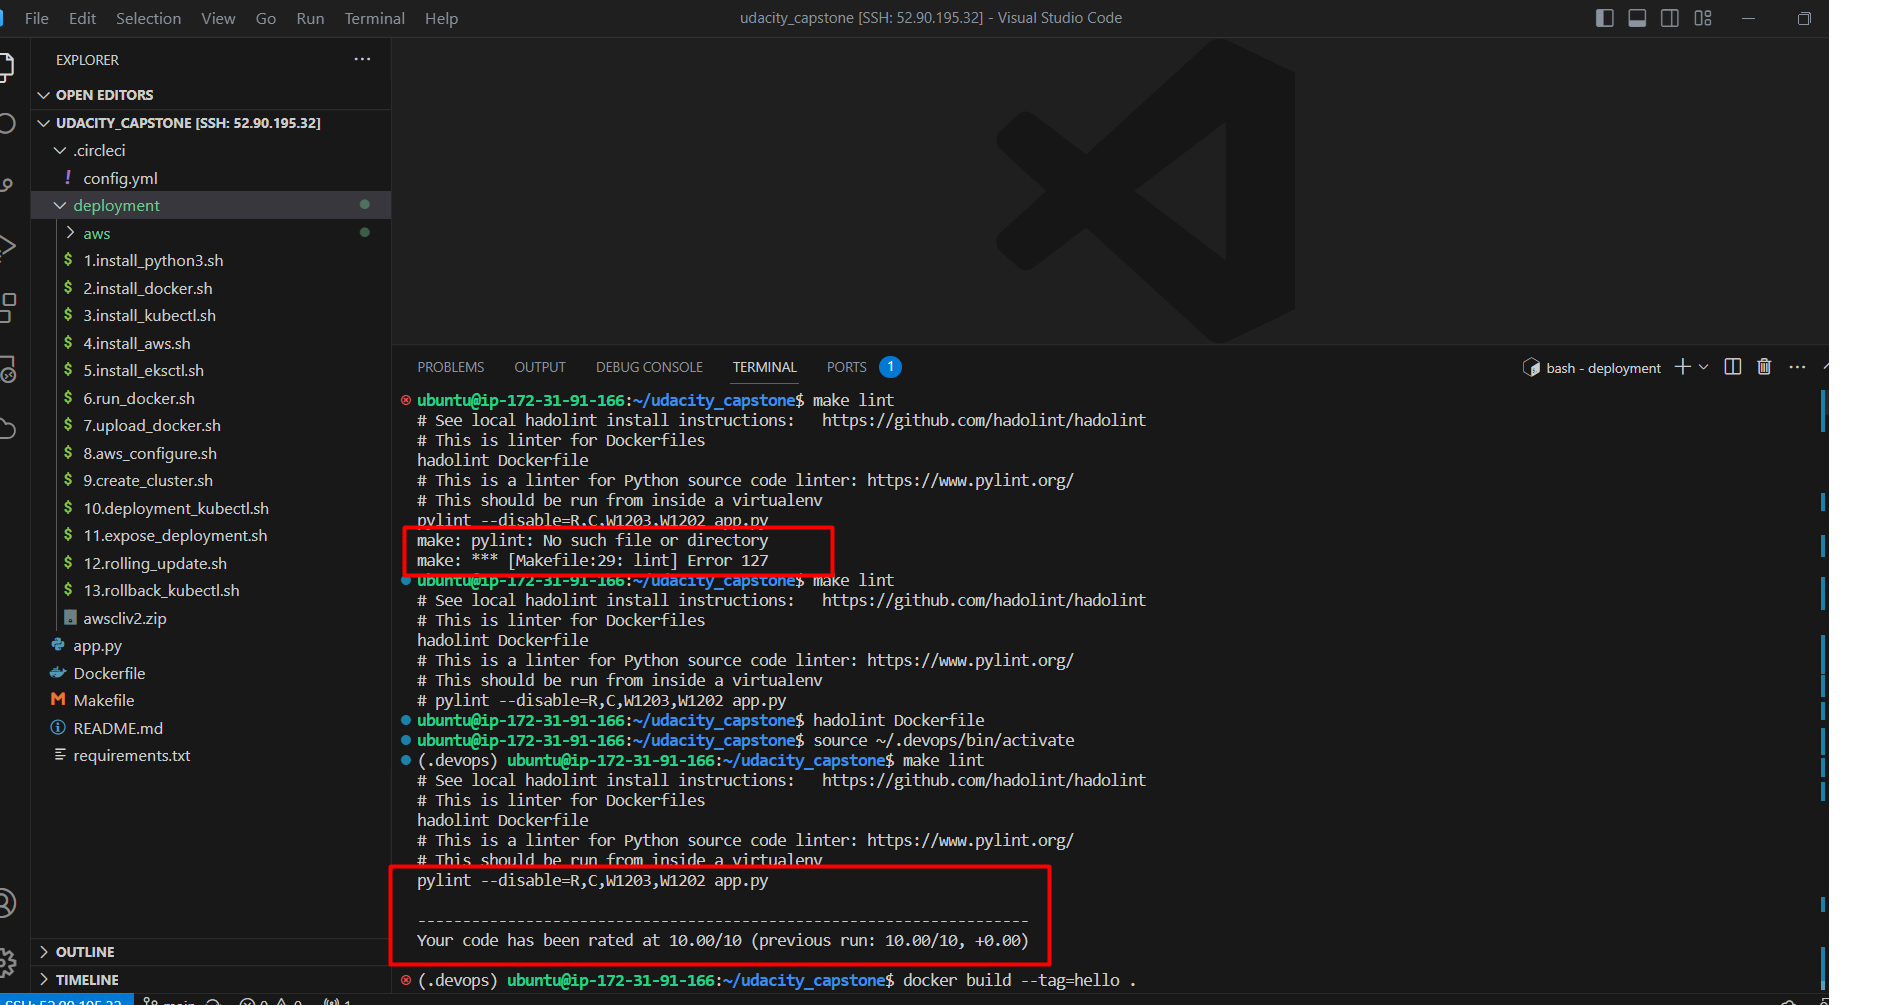 File Edit Selection View Go Run Terminal Help
udacity_capstone [SSH: 52.90.195.32] - Visual Studio Code
EXPLORER
OPEN EDITORS
UDACITY_CAPSTONE [SSH: 52.90.195.32]
.circleci
! config.yml
deployment
aws
$ 1.install_python3.sh
$ 2.install_docker.sh
$ 3.install_kubectl.sh
$ 4.install_aws.sh
$ 5.install_eksctl.sh
$ 6.run_docker.sh
$ 7.upload_docker.sh
$ 8.aws_configure.sh
$ 9.create_cluster.sh
$ 10.deployment_kubectl.sh
$ 11.expose_deployment.sh
$ 12.rolling_update.sh
$ 13.rollback_kubectl.sh
awscliv2.zip
app.py
Dockerfile
M Makefile
README.md
requirements.txt
OUTLINE
TIMELINE
PROBLEMS OUTPUT DEBUG CONSOLE TERMINAL PORTS 1
bash - deployment
ubuntu@ip-172-31-91-166:~/udacity_capstone$ make lint
# See local hadolint install instructions:   https://github.com/hadolint/hadolint
# This is linter for Dockerfiles
hadolint Dockerfile
# This is a linter for Python source code linter: https://www.pylint.org/
# This should be run from inside a virtualenv
pylint --disable=R,C,W1203,W1202 app.py
make: pylint: No such file or directory
make: *** [Makefile:29: lint] Error 127
ubuntu@ip-172-31-91-166:~/udacity_capstone$ make lint
# See local hadolint install instructions:   https://github.com/hadolint/hadolint
# This is linter for Dockerfiles
hadolint Dockerfile
# This is a linter for Python source code linter: https://www.pylint.org/
# This should be run from inside a virtualenv
# pylint --disable=R,C,W1203,W1202 app.py
ubuntu@ip-172-31-91-166:~/udacity_capstone$ hadolint Dockerfile
ubuntu@ip-172-31-91-166:~/udacity_capstone$ source ~/.devops/bin/activate
(.devops) ubuntu@ip-172-31-91-166:~/udacity_capstone$ make lint
# See local hadolint install instructions:   https://github.com/hadolint/hadolint
# This is linter for Dockerfiles
hadolint Dockerfile
# This is a linter for Python source code linter: https://www.pylint.org/
# This should be run from inside a virtualenv
pylint --disable=R,C,W1203,W1202 app.py
--------------------------------------------------------------------
Your code has been rated at 10.00/10 (previous run: 10.00/10, +0.00)
(.devops) ubuntu@ip-172-31-91-166:~/udacity_capstone$ docker build --tag=hello .
SSH: 52.90.195.32 main 0 0 1